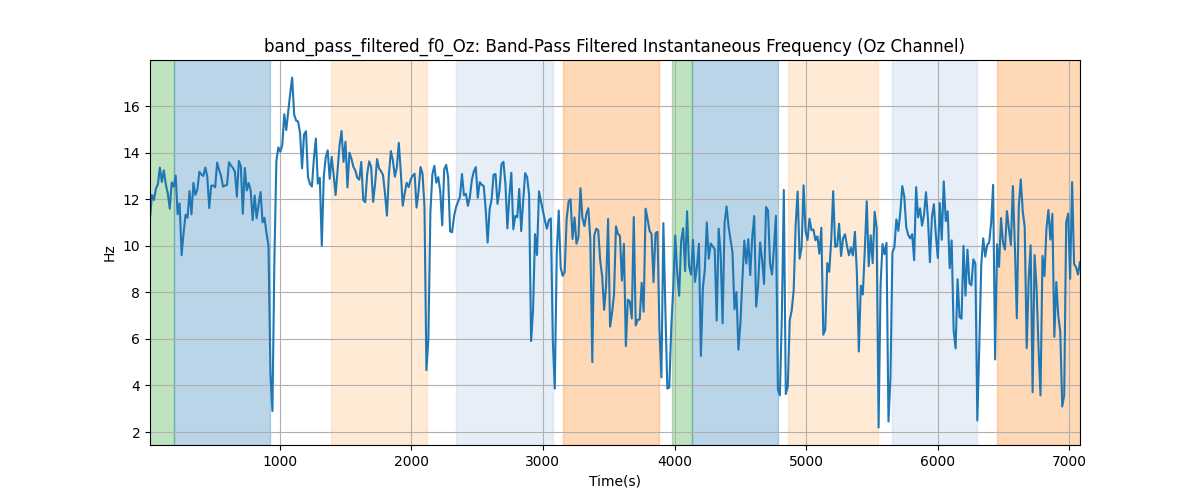 band_pass_filtered_f0_Oz: Band-Pass Filtered Instantaneous Frequency (Oz Channel)
Hz
16
14
12
10
8
6
4
2
1000 2000 3000 4000 5000 6000 7000
Time(s)